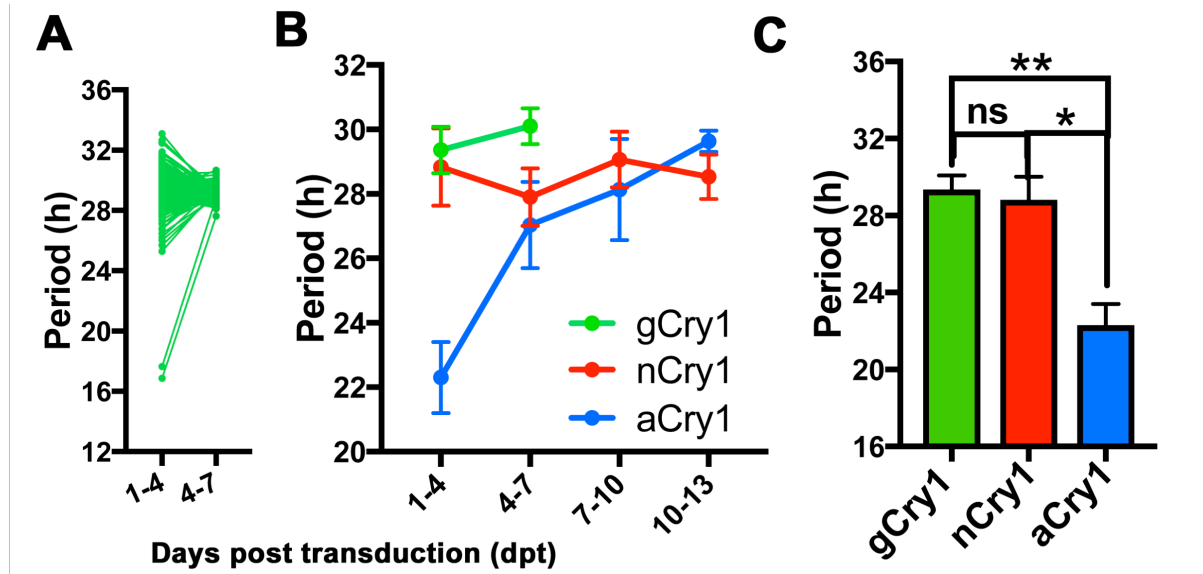 A
B
C
Period (h)
36
32
28
24
20
16
12
1-4
4-7
Period (h)
32
30
28
26
24
22
20
gCry1
nCry1
aCry1
1-4
4-7
7-10
10-13
Days post transduction (dpt)
Period (h)
36
32
28
24
20
16
**
ns
*
gCry1
nCry1
aCry1